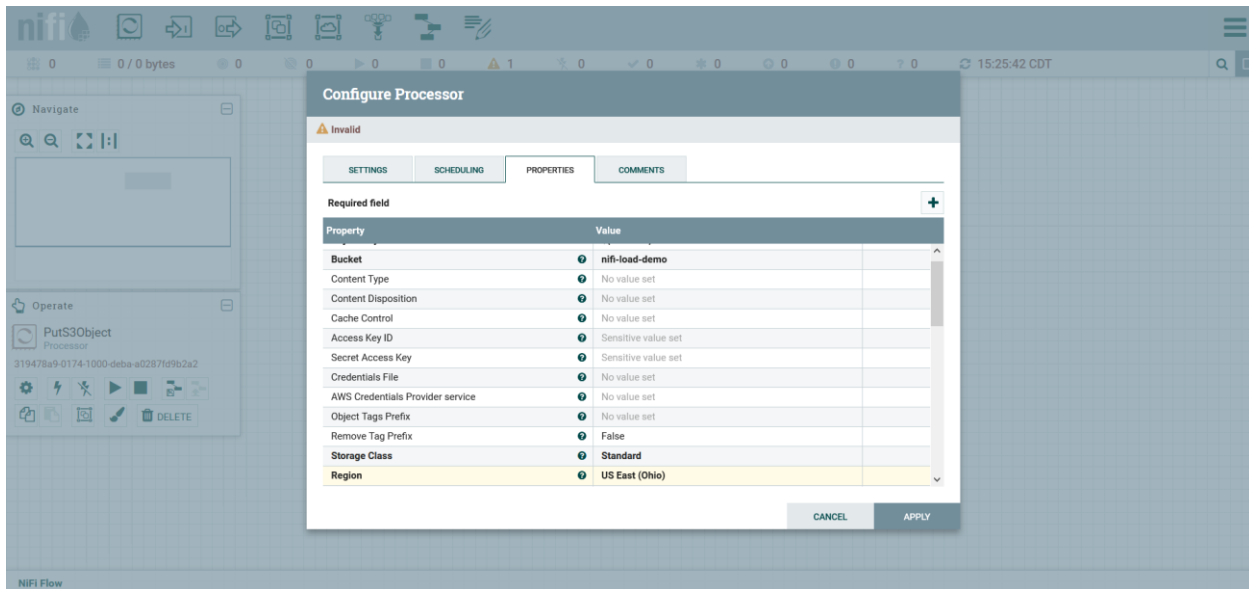 nifi
0 0 / 0 bytes 0 0 0 0 1 0 0 0 0 0 0 15:25:42 CDT
Navigate
Operate
PutS3Object
Processor
319478a9-0174-1000-deba-a0287fd9b2a2
DELETE
Configure Processor
Invalid
SETTINGS SCHEDULING PROPERTIES COMMENTS
Required field
Property Value
Bucket nifi-load-demo
Content Type No value set
Content Disposition No value set
Cache Control No value set
Access Key ID Sensitive value set
Secret Access Key Sensitive value set
Credentials File No value set
AWS Credentials Provider service No value set
Object Tags Prefix No value set
Remove Tag Prefix False
Storage Class Standard
Region US East (Ohio)
CANCEL APPLY
NiFi Flow